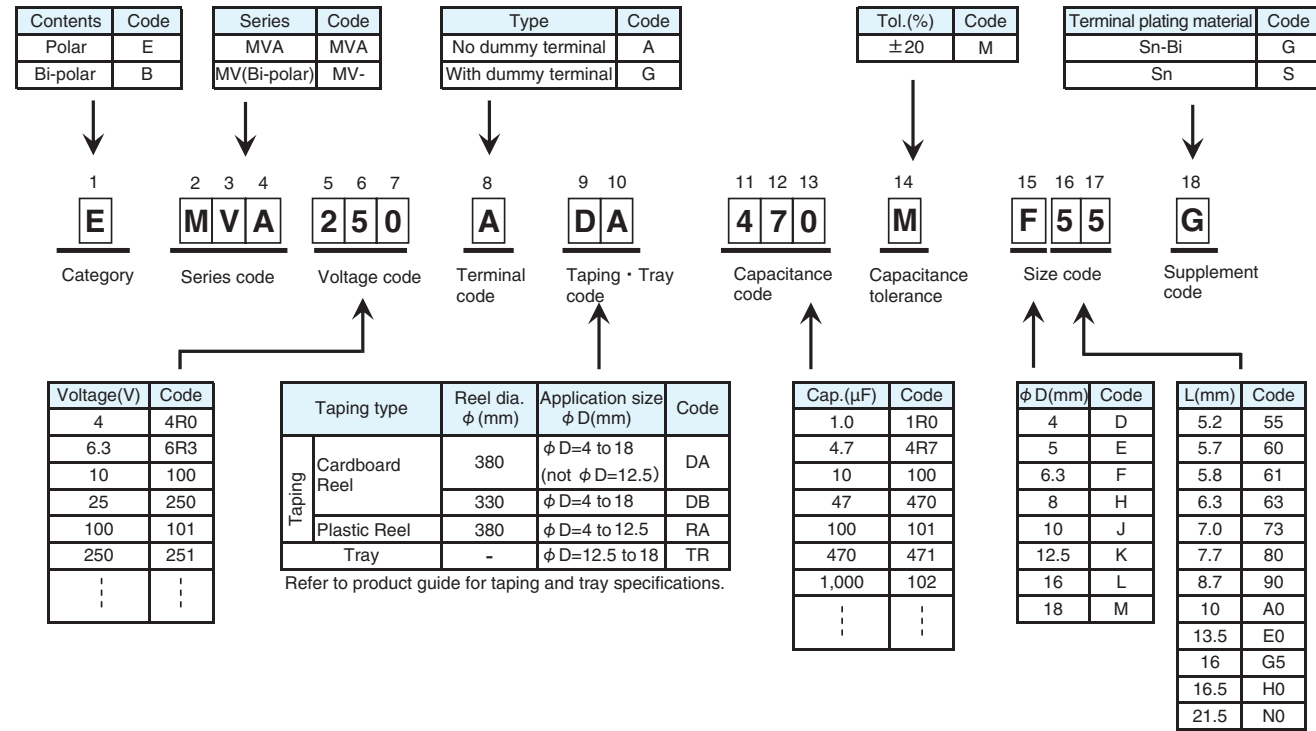 Contents Code
Polar E
Bi-polar B
Series Code
MVA MVA
MV(Bi-polar) MV-
Type Code
No dummy terminal A
With dummy terminal G
Tol.(%) Code
±20 M
Terminal plating material Code
Sn-Bi G
Sn S
1 2 3 4 5 6 7 8 9 10 11 12 13 14 15 16 17 18
E M V A 2 5 0 A D A 4 7 0 M F 5 5 G
Category
Series code
Voltage code
Terminal
code
Taping・Tray
code
Capacitance
code
Capacitance
tolerance
Size code
Supplement
code
Voltage(V) Code
4 4R0
6.3 6R3
10 100
25 250
100 101
250 251
Taping type Reel dia. φ(mm) Application size φD(mm) Code
Taping
Cardboard
Reel
380 φD=4 to 18
(not φD=12.5) DA
330 φD=4 to 18 DB
Plastic Reel 380 φD=4 to 12.5 RA
Tray - φD=12.5 to 18 TR
Refer to product guide for taping and tray specifications.
Cap.(μF) Code
1.0 1R0
4.7 4R7
10 100
47 470
100 101
470 471
1,000 102
φD(mm) Code
4 D
5 E
6.3 F
8 H
10 J
12.5 K
16 L
18 M
L(mm) Code
5.2 55
5.7 60
5.8 61
6.3 63
7.0 73
7.7 80
8.7 90
10 A0
13.5 E0
16 G5
16.5 H0
21.5 N0